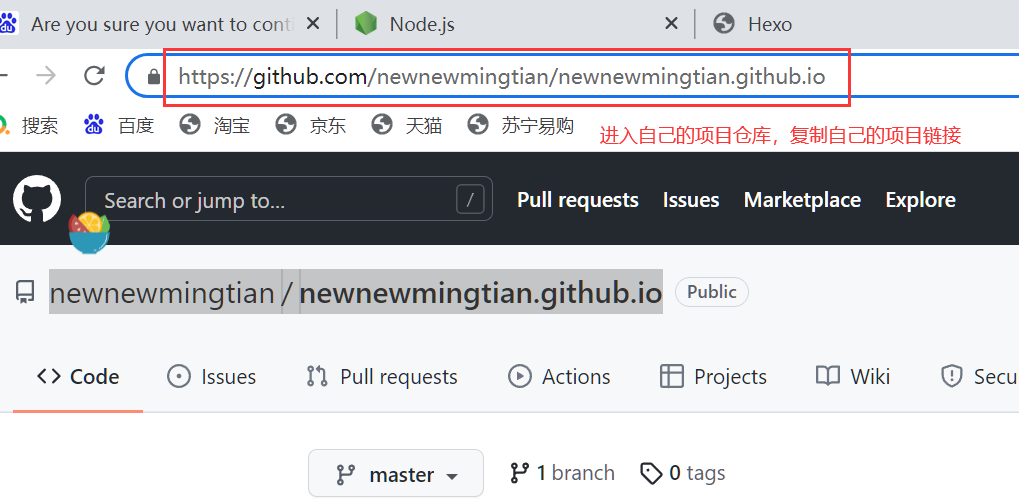 Are you sure you want to conti
Node.js
Hexo
https://github.com/newnewmingtian/newnewmingtian.github.io
搜索 百度 淘宝 京东 天猫 苏宁易购
进入自己的项目仓库，复制自己的项目链接
Search or jump to... / Pull requests Issues Marketplace Explore
newnewmingtian / newnewmingtian.github.io Public
Code Issues Pull requests Actions Projects Wiki Secu
master 1 branch 0 tags